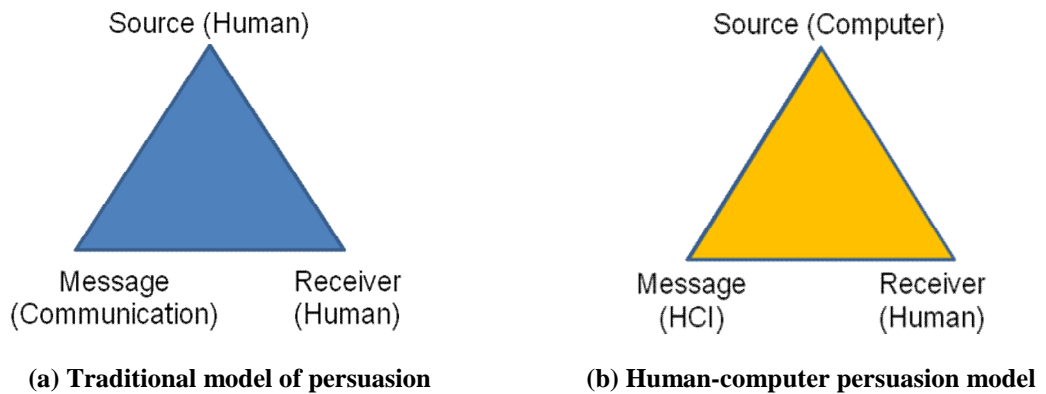 Source (Human)
Message
(Communication)
Receiver
(Human)
(a) Traditional model of persuasion
Source (Computer)
Message
(HCI)
Receiver
(Human)
(b) Human-computer persuasion model